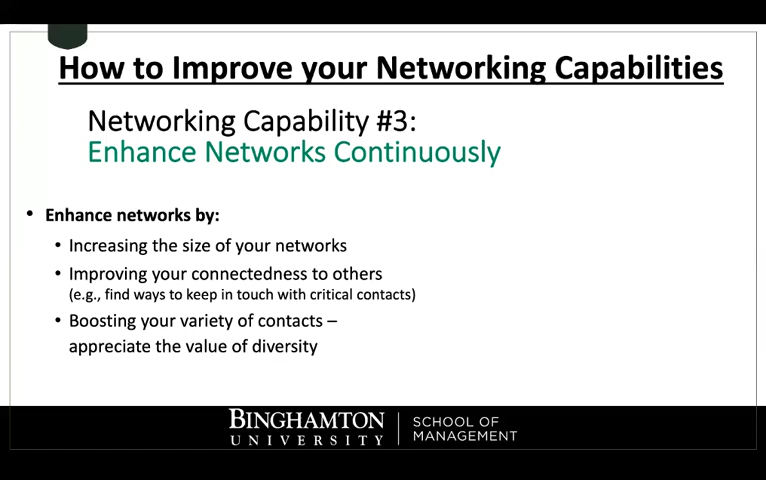 How to Improve your Networking Capabilities
Networking Capability #3:
Enhance Networks Continuously
• Enhance networks by:
• Increasing the size of your networks
• Improving your connectedness to others
(e.g., find ways to keep in touch with critical contacts)
• Boosting your variety of contacts –
appreciate the value of diversity
BINGHAMTON
UNIVERSITY
SCHOOL OF
MANAGEMENT